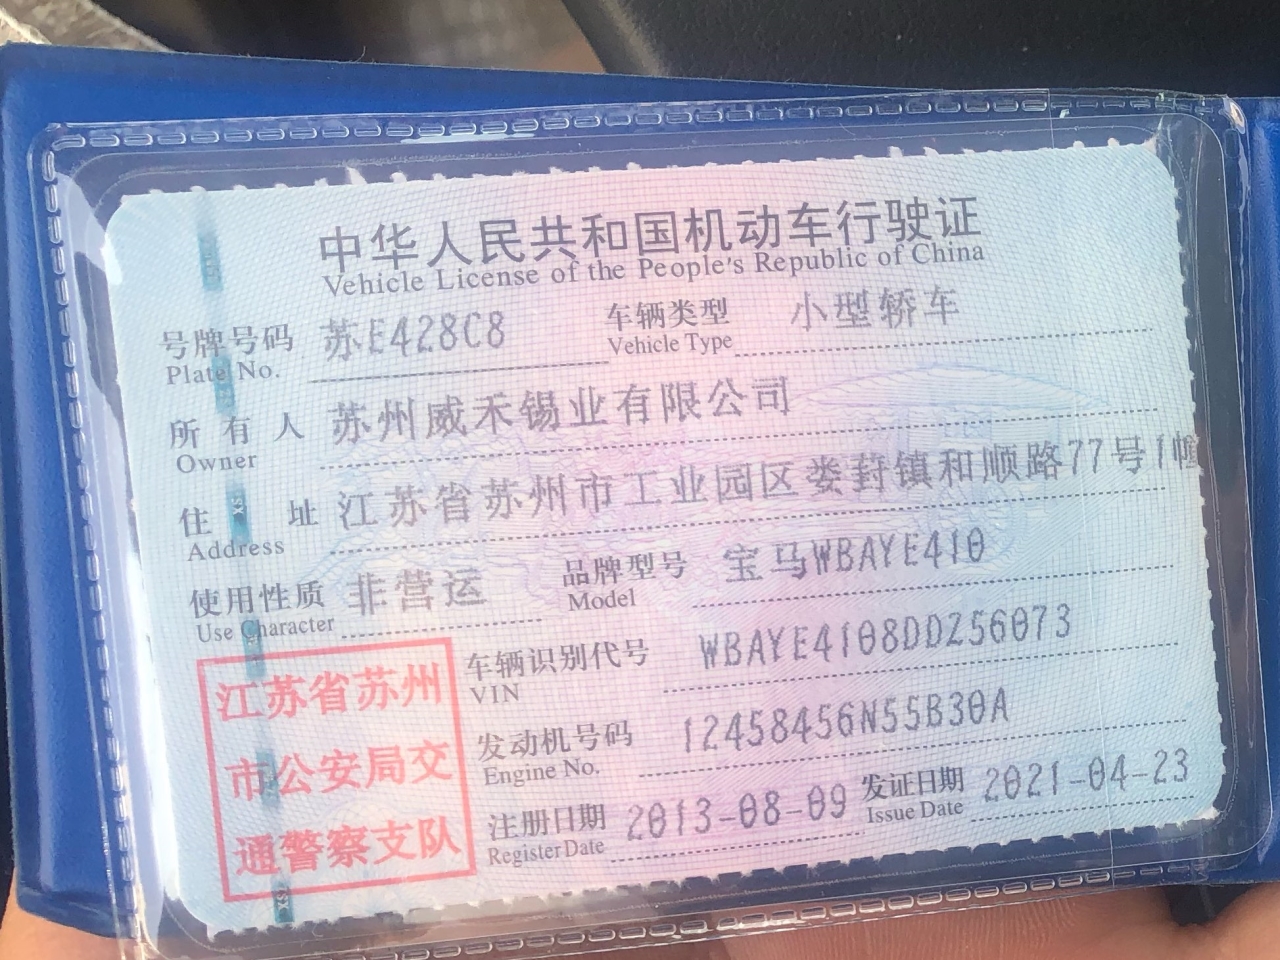 中华人民共和国机动车行驶证
Vehicle License of the People's Republic of China
号牌号码 苏E428C8 车辆类型 小型轿车
Plate No. Vehicle Type
所有人 苏州威禾锡业有限公司
Owner
住址 江苏省苏州市工业园区娄葑镇和顺路77号1幢
Address
使用性质 非营运 品牌型号 宝马WBAYE410
Use Character Model
车辆识别代号 WBAYE4108DD256073
VIN
发动机号码 12458456N55B30A
Engine No.
注册日期 2013-08-09 发证日期 2021-04-23
Register Date Issue Date
江苏省苏州
市公安局交
通警察支队